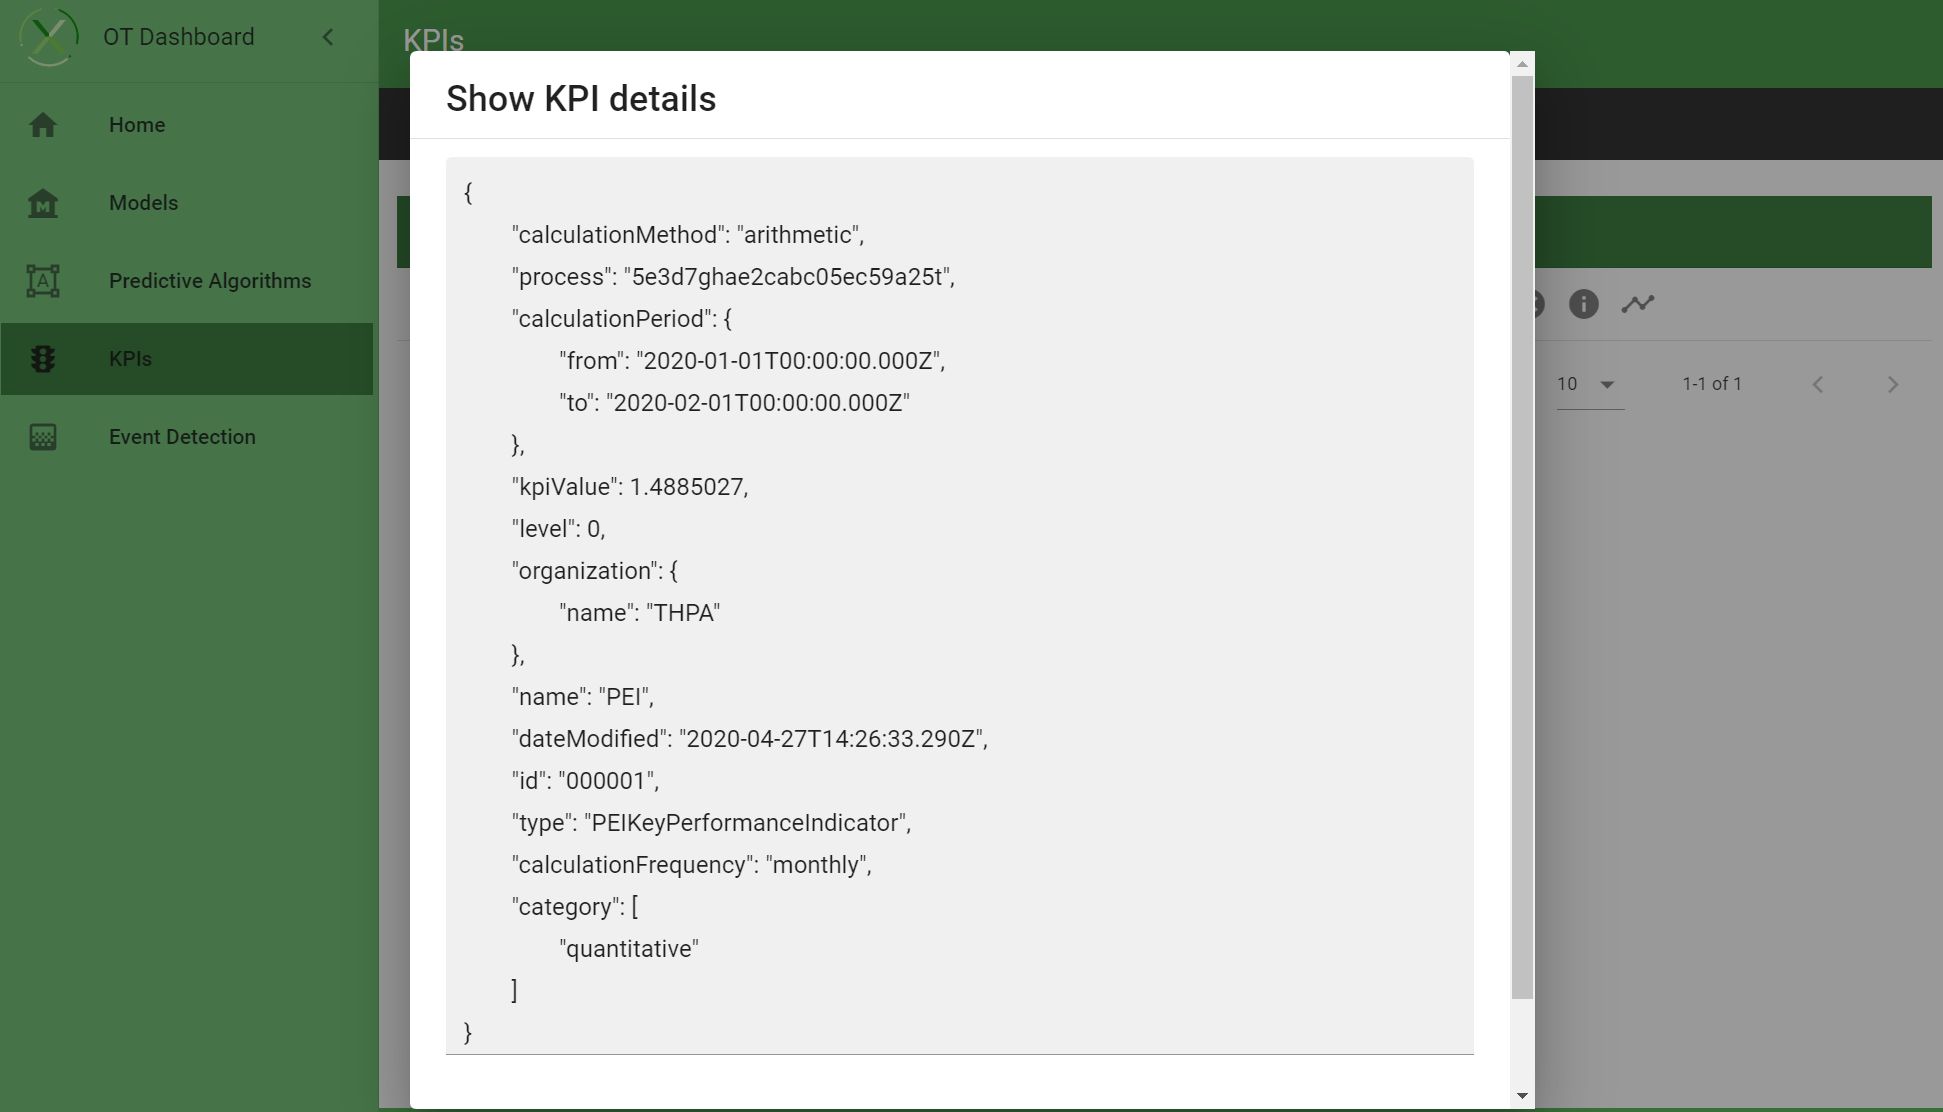 OT Dashboard
KPIs
Home
Models
Predictive Algorithms
KPIs
Event Detection
Show KPI details
{
"calculationMethod": "arithmetic",
"process": "5e3d7ghae2cabc05ec59a25t",
"calculationPeriod": {
"from": "2020-01-01T00:00:00.000Z",
"to": "2020-02-01T00:00:00.000Z"
},
"kpiValue": 1.4885027,
"level": 0,
"organization": {
"name": "THPA"
},
"name": "PEI",
"dateModified": "2020-04-27T14:26:33.290Z",
"id": "000001",
"type": "PEIKeyPerformanceIndicator",
"calculationFrequency": "monthly",
"category": [
"quantitative"
]
}
10
1-1 of 1